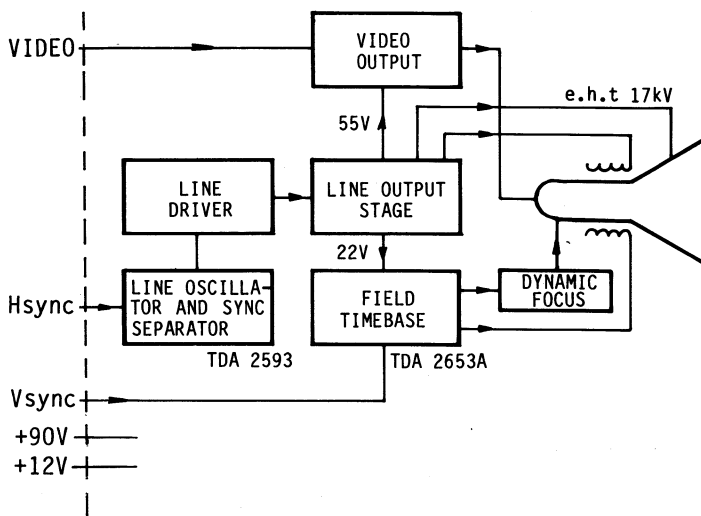 VIDEO
VIDEO
OUTPUT
e.h.t 17kV
55V
LINE
DRIVER
LINE OUTPUT
STAGE
22V
Hsync
LINE OSCILLA-
TOR AND SYNC
SEPARATOR
TDA 2593
FIELD
TIMEBASE
TDA 2653A
DYNAMIC
FOCUS
Vsync
+90V
+12V